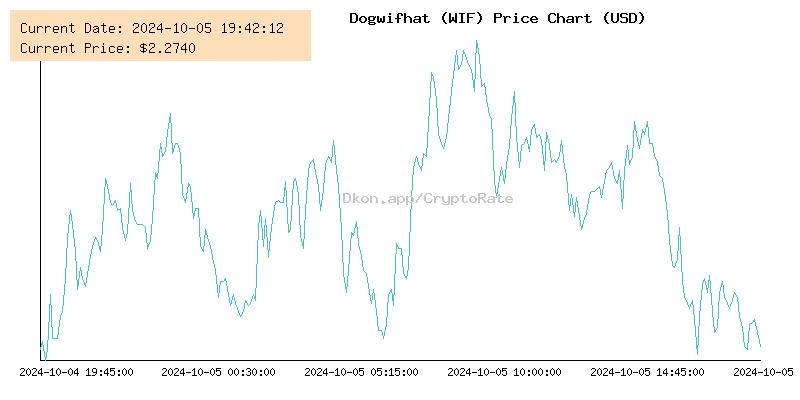 Dogwifhat (WIF) Price Chart (USD)
Current Date: 2024-10-05 19:42:12
Current Price: $2.2740
Dkon.app/CryptoRate
2024-10-04 19:45:00 2024-10-05 00:30:00 2024-10-05 05:15:00 2024-10-05 10:00:00 2024-10-05 14:45:00 2024-10-05